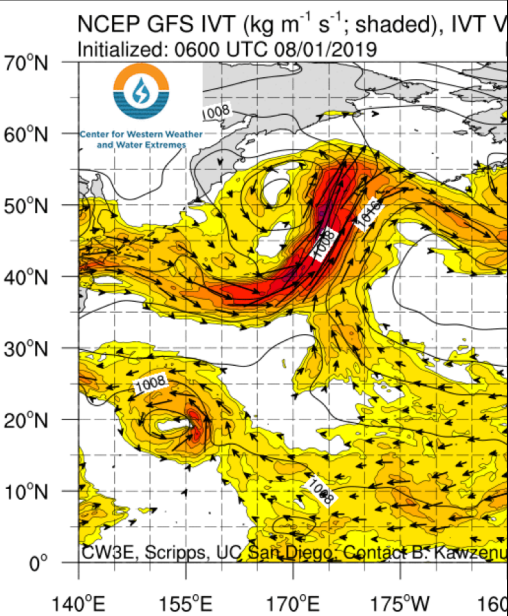 NCEP GFS IVT (kg m⁻¹ s⁻¹; shaded), IVT V
Initialized: 0600 UTC 08/01/2019
70°N
1008
60°N
Center for Western Weather
and Water Extremes
50°N
1016
1008
40°N
30°N
1008
20°N
1008
10°N
0°
CW3E, Scripps, UC San Diego. Contact B. Kawzenu
140°E 155°E 170°E 175°W 160